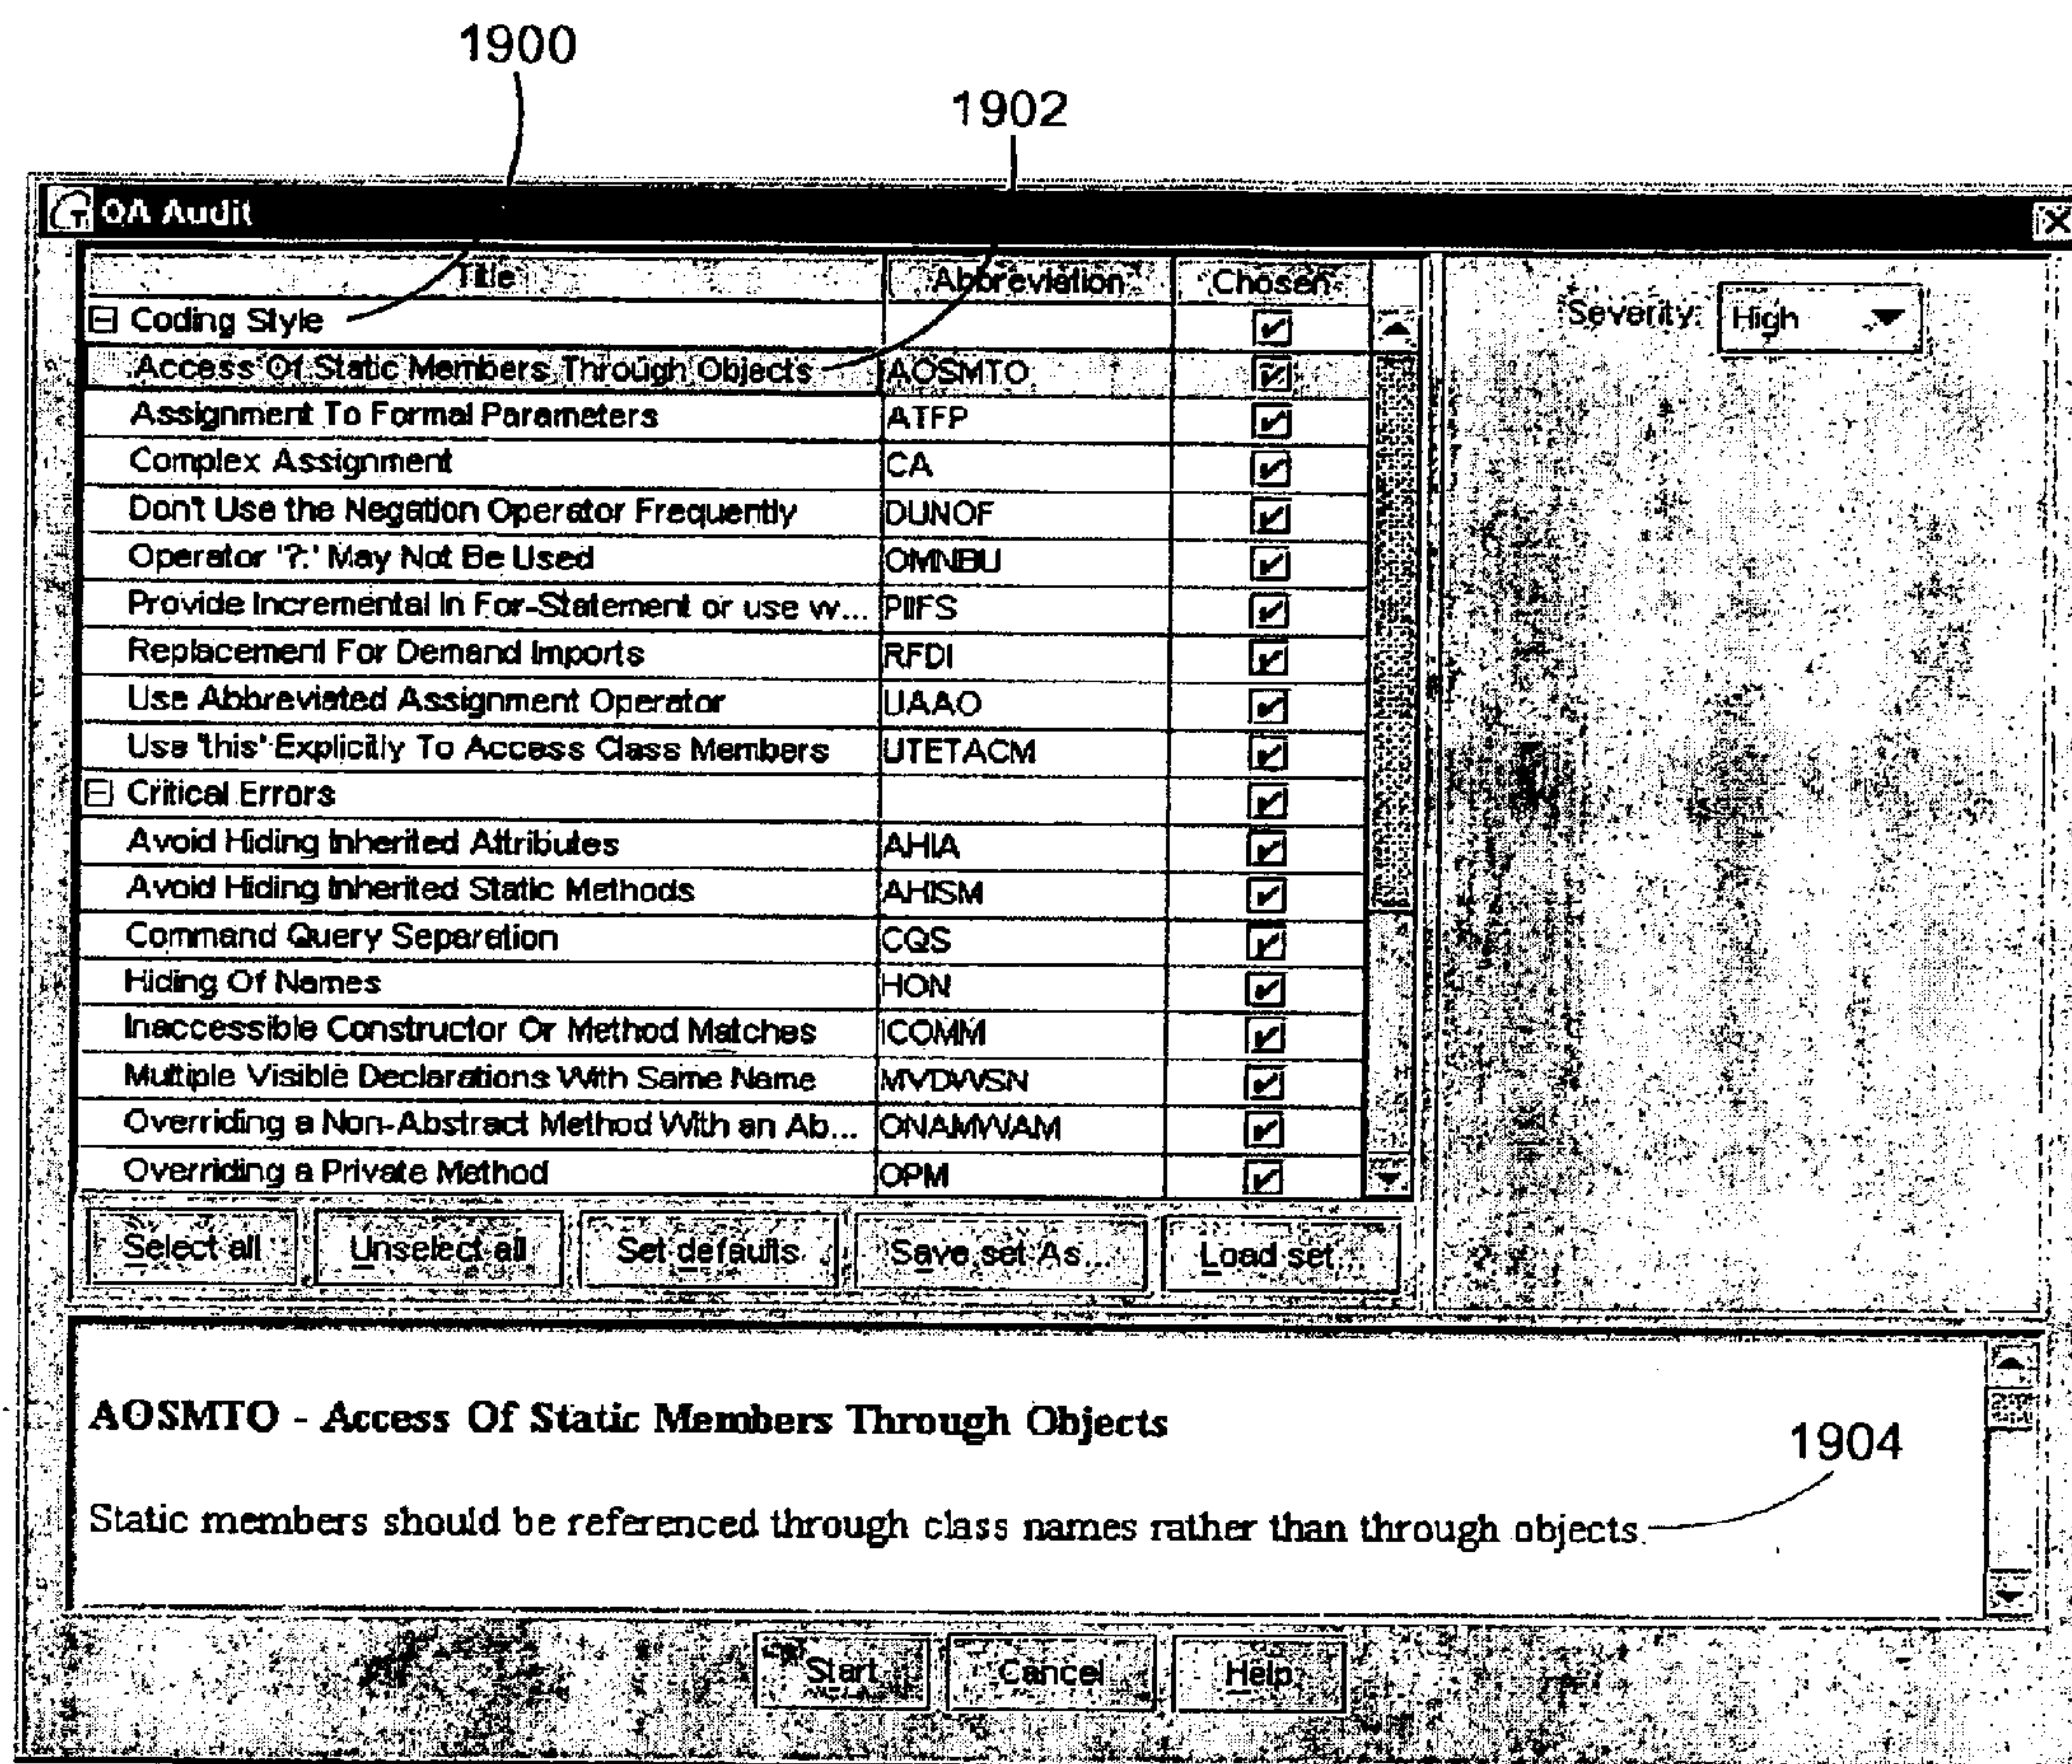 1900
1902
QA Audit
Title Abbreviation Chosen
Coding Style
Access Of Static Members Through Objects AOSMTO
Assignment To Formal Parameters ATFP
Complex Assignment CA
Don't Use the Negation Operator Frequently DUNOF
Operator '?:' May Not Be Used OMNBU
Provide Incremental In For-Statement or use w... PIIFS
Replacement For Demand Imports RFDI
Use Abbreviated Assignment Operator UAAO
Use 'this' Explicitly To Access Class Members UTETACM
Critical Errors
Avoid Hiding Inherited Attributes AHIA
Avoid Hiding Inherited Static Methods AHISM
Command Query Separation CQS
Hiding Of Names HON
Inaccessible Constructor Or Method Matches ICOMM
Multiple Visible Declarations With Same Name MVDWSN
Overriding a Non-Abstract Method With an Ab... ONAMWAM
Overriding a Private Method OPM
Severity: High
Select all Unselect all Set defaults Save set As... Load set...
AOSMTO - Access Of Static Members Through Objects
1904
Static members should be referenced through class names rather than through objects.
Start Cancel Help